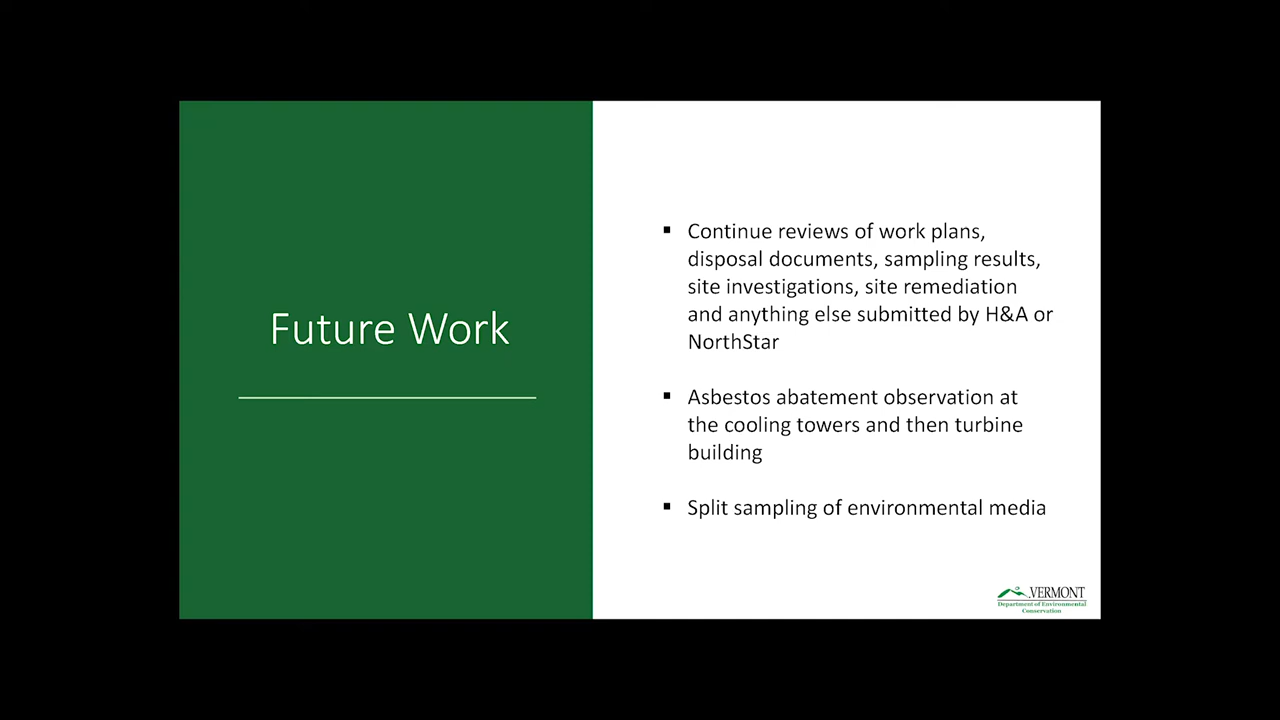 Future Work
▪ Continue reviews of work plans,
disposal documents, sampling results,
site investigations, site remediation
and anything else submitted by H&A or
NorthStar
▪ Asbestos abatement observation at
the cooling towers and then turbine
building
▪ Split sampling of environmental media
VERMONT
Department of Environmental
Conservation